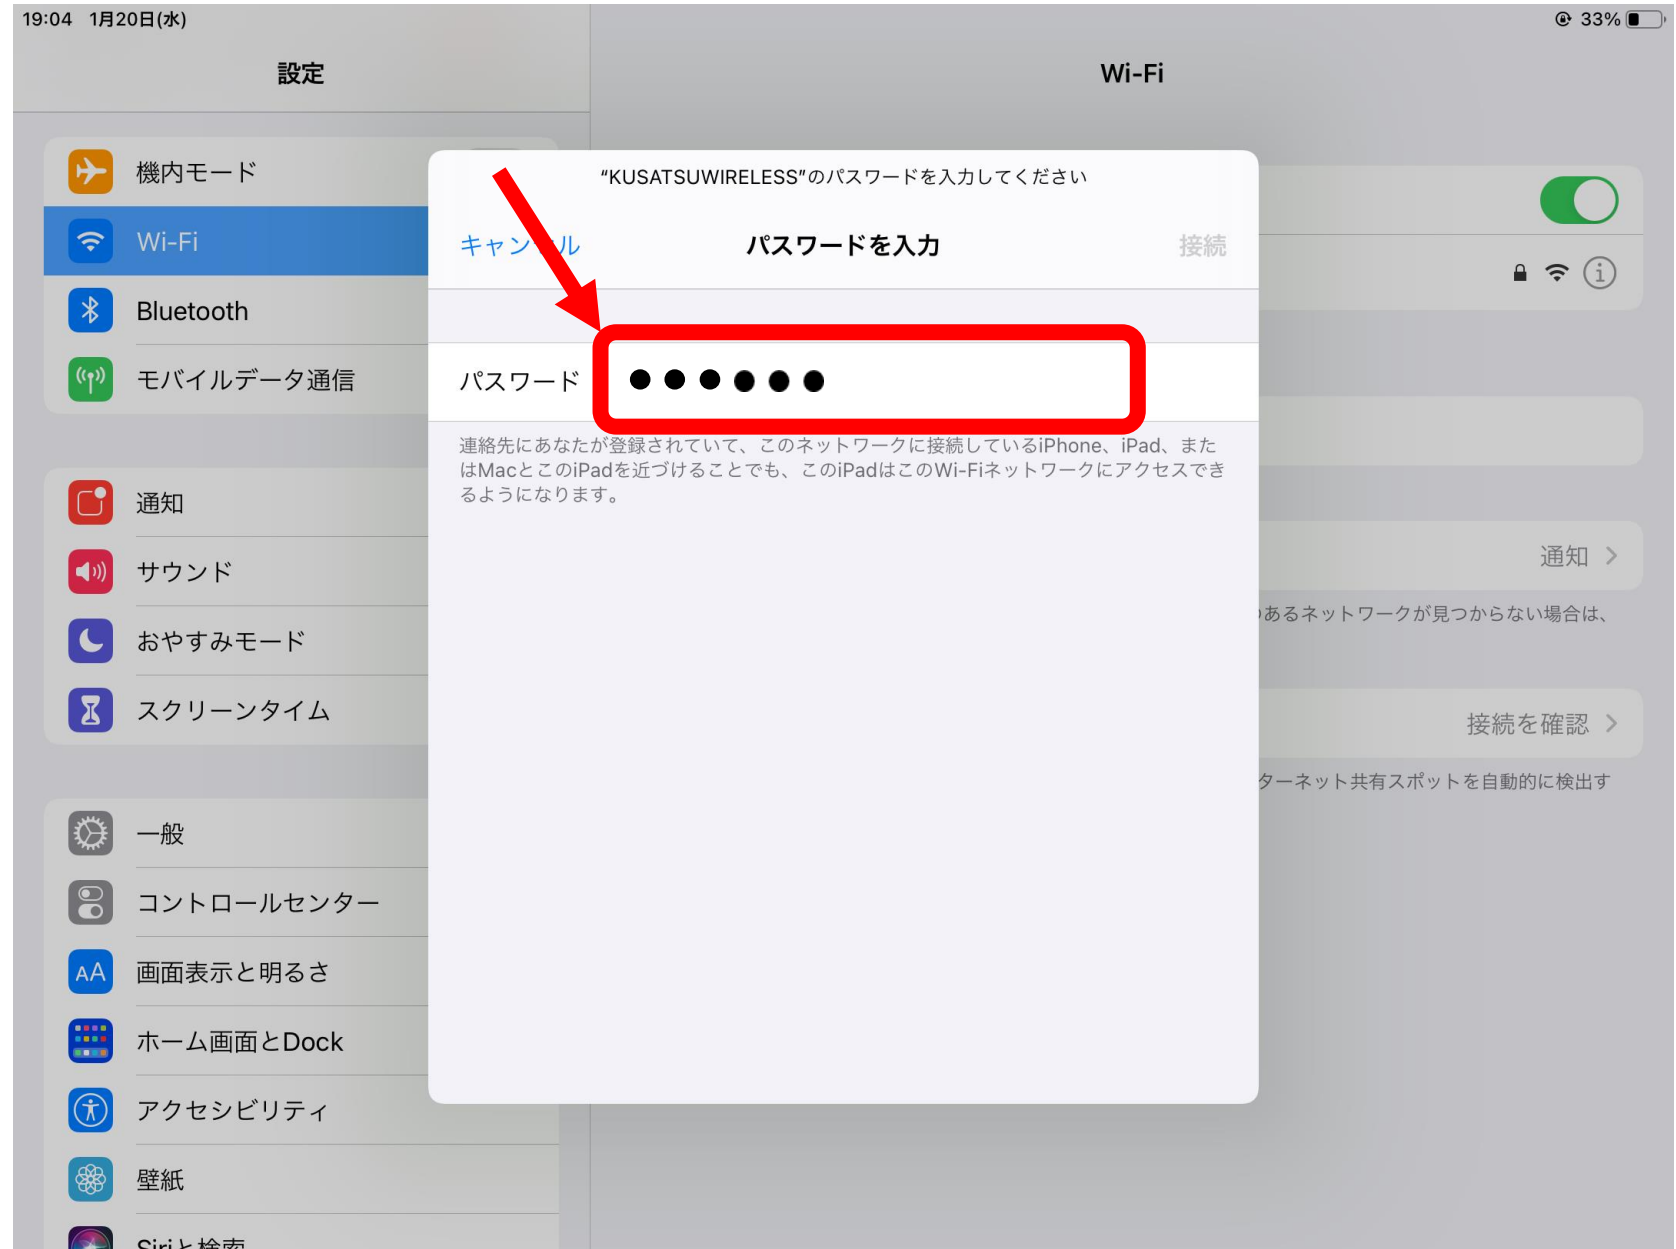 19:04 1月20日(水)
33%
設定
Wi-Fi
機内モード
Wi-Fi
Bluetooth
モバイルデータ通信
通知
サウンド
おやすみモード
スクリーンタイム
一般
コントロールセンター
AA
画面表示と明るさ
ホーム画面とDock
アクセシビリティ
壁紙
Siriと検索
"KUSATSUWIRELESS"のパスワードを入力してください
パスワードを入力
接続
パスワード ●●●●●●
連絡先にあなたが登録されていて、このネットワークに接続しているiPhone、iPad、また
はMacとこのiPadを近づけることでも、このiPadはこのWi-Fiネットワークにアクセスでき
るようになります。
通知
あるネットワークが見つからない場合は、
接続を確認
ターネット共有スポットを自動的に検出す